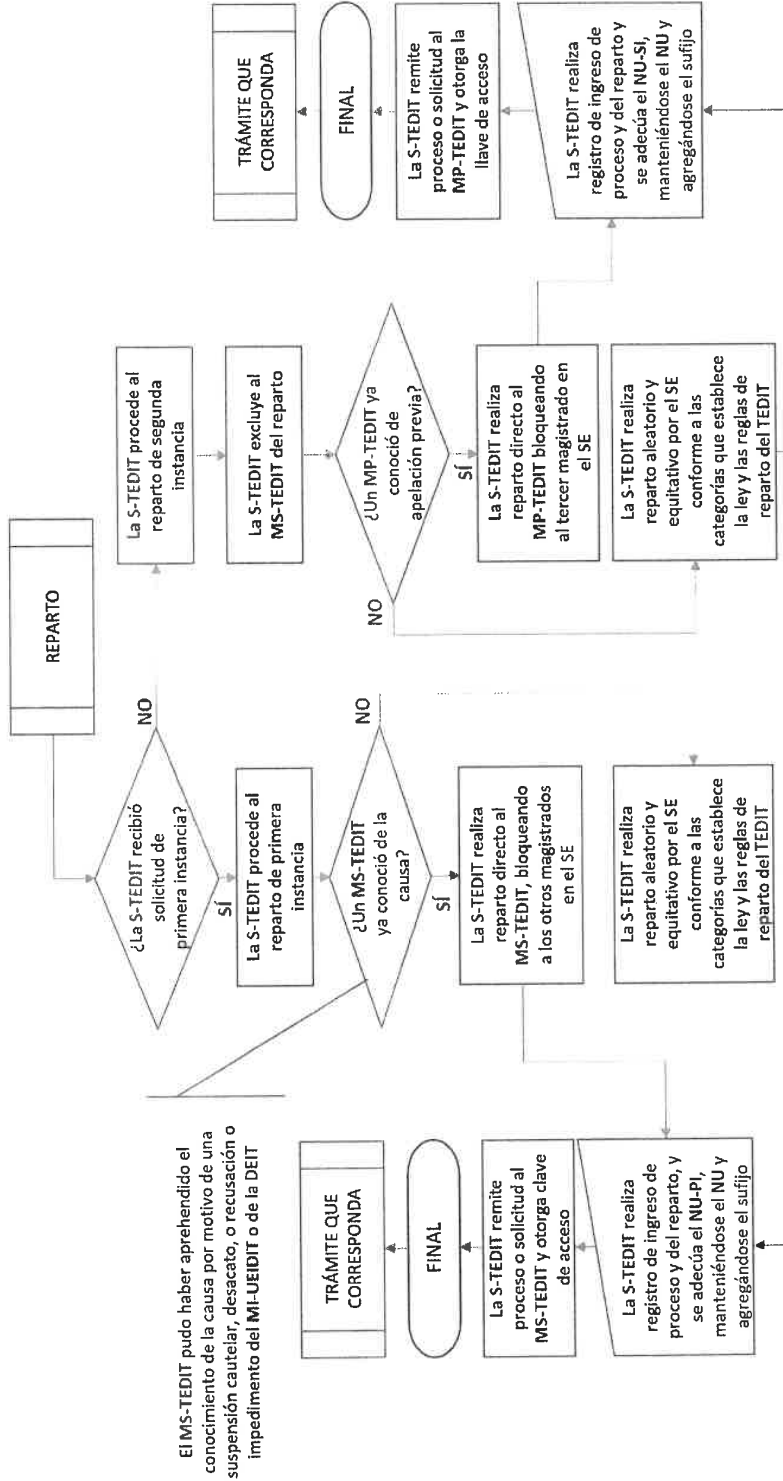 REPARTO
¿La S-TEDIT recibió
solicitud de
primera instancia?
NO
SÍ
La S-TEDIT procede al
reparto de primera
instancia
¿Un MS-TEDIT
ya conoció de la
causa?
NO
SÍ
El MS-TEDIT pudo haber aprehendido el
conocimiento de la causa por motivo de una
suspensión cautelar, desacato, o recusación o
impedimento del MI-UEIDIT o de la DEIT
La S-TEDIT realiza
reparto directo al
MS-TEDIT, bloqueando
a los otros magistrados
en el SE
La S-TEDIT realiza
reparto aleatorio y
equitativo por el SE
conforme a las
categorías que establece
la ley y las reglas de
reparto del TEDIT
La S-TEDIT realiza
registro de ingreso de
proceso y del reparto, y
se adecúa el NU-PI,
manteniéndose el NU y
agregándose el sufijo
La S-TEDIT remite
proceso o solicitud al
MS-TEDIT y otorga clave
de acceso
FINAL
TRÁMITE QUE
CORRESPONDA
La S-TEDIT procede al
reparto de segunda
instancia
La S-TEDIT excluye al
MS-TEDIT del reparto
¿Un MP-TEDIT ya
conoció de
apelación previa?
NO
SÍ
La S-TEDIT realiza
reparto directo al
MP-TEDIT bloqueando
al tercer magistrado en
el SE
La S-TEDIT realiza
reparto aleatorio y
equitativo por el SE
conforme a las
categorías que establece
la ley y las reglas de
reparto del TEDIT
La S-TEDIT realiza
registro de ingreso de
proceso y del reparto y
se adecúa el NU-SI,
manteniéndose el NU y
agregándose el sufijo
La S-TEDIT remite
proceso o solicitud al
MP-TEDIT y otorga la
llave de acceso
FINAL
TRÁMITE QUE
CORRESPONDA